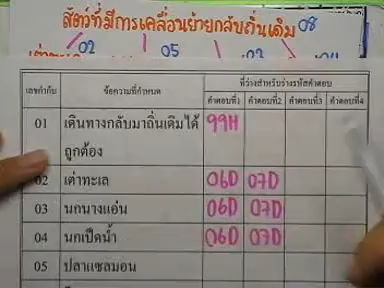 สัตว์ที่มีการเคลื่อนย้ายกลับถิ่นเดิม 08
02 05
เลขกำกับ ข้อความที่กำหนด ที่ว่างสำหรับร่างรหัสคำตอบ
คำตอบที่1 คำตอบที่2 คำตอบที่3 คำตอบที่4
01 เดินทางกลับมาถิ่นเดิมได้ 99H
ถูกต้อง
02 เต่าทะเล 06D 07D
03 นกนางแอ่น 06D 07D
04 นกเป็ดน้ำ 06D 07D
05 ปลาแซลมอน